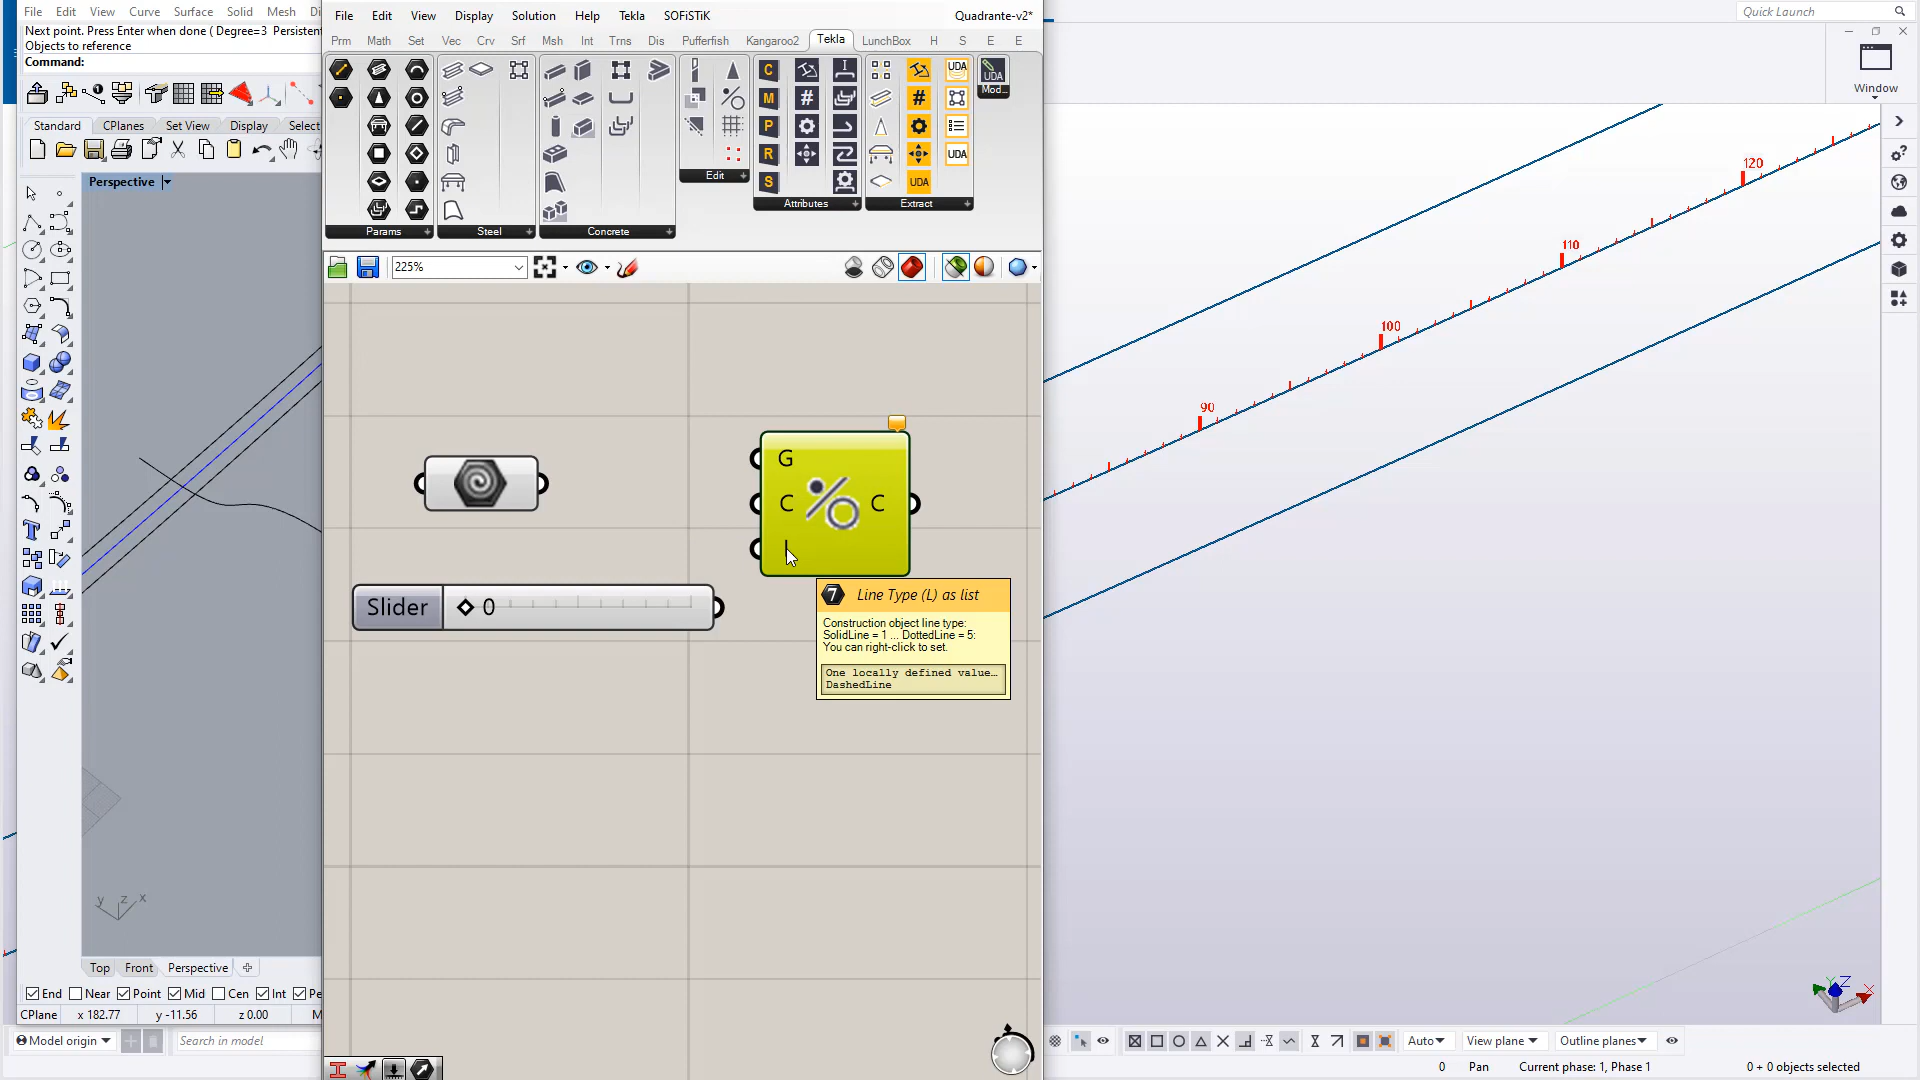 File Edit View Curve Surface Solid Mesh Di
Next point. Press Enter when done ( Degree=3 Persistent
Objects to reference
Command:
Standard CPlanes Set View Display Select
Perspective
y z x
Top Front Perspective
End Near Point Mid Cen Int Pe
CPlane x 182.77 y -11.56 z 0.00 M
Model origin Search in model
File Edit View Display Solution Help Tekla SOFiSTiK Quadrante-v2*
Prm Math Set Vec Crv Srf Msh Int Trns Dis Pufferfish Kangaroo2 Tekla LunchBox H S E E
C UDA UDA
M # # Mod...
P
R UDA
S UDA
Edit
Attributes Extract
Params Steel Concrete
225%
G
C C
L
Slider 0
7 Line Type (L) as list
Construction object line type:
SolidLine = 1 ... DottedLine = 5:
You can right-click to set.
One locally defined value…
DashedLine
Quick Launch
Window
120
110
100
90
Z
Y X
Auto View plane Outline planes
0 Pan Current phase: 1, Phase 1 0 + 0 objects selected